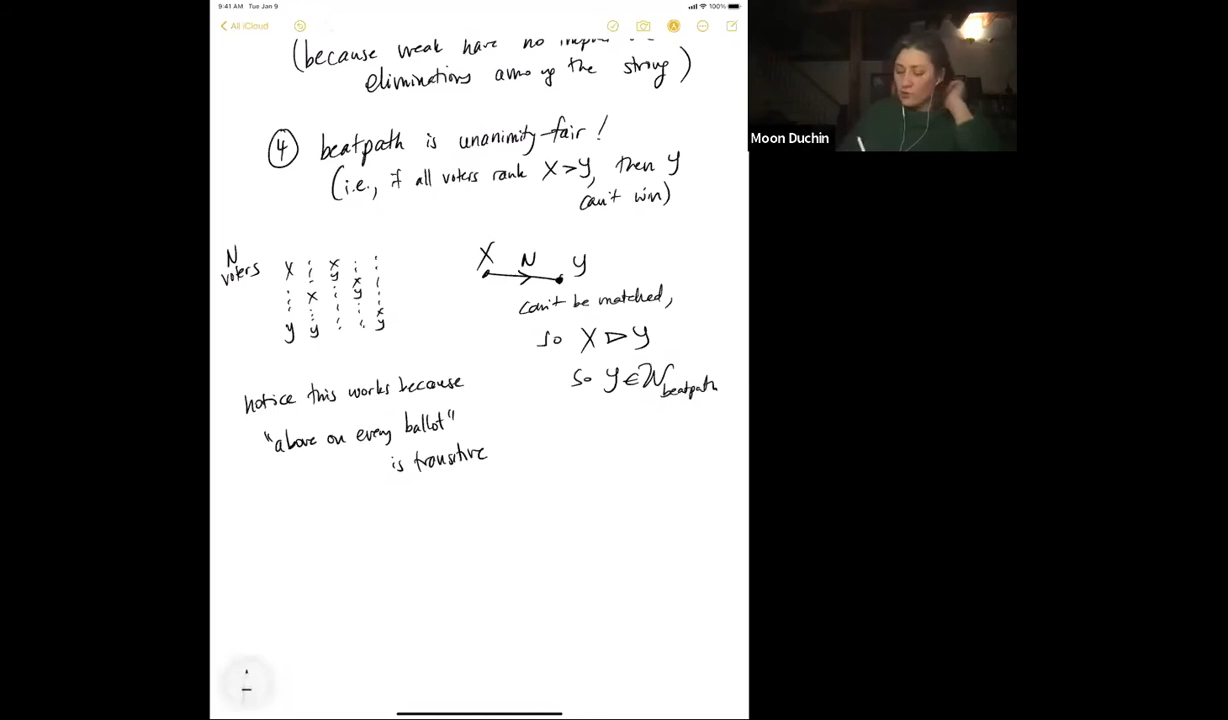 9:41 AM Tue Jan 9
100%
All iCloud
(because weak have no
eliminations among the strong)
④ beatpath is unanimity-fair!
(i.e., if all voters rank X>Y, then Y
can't win)
N
voters
X : X : :
: : Y X :
: X : Y :
: : : : X
Y Y : : Y
X N Y
can't be matched,
so X ▷ Y
so Y ∈ W beatpath
notice this works because
"above on every ballot"
is transitive
Moon Duchin